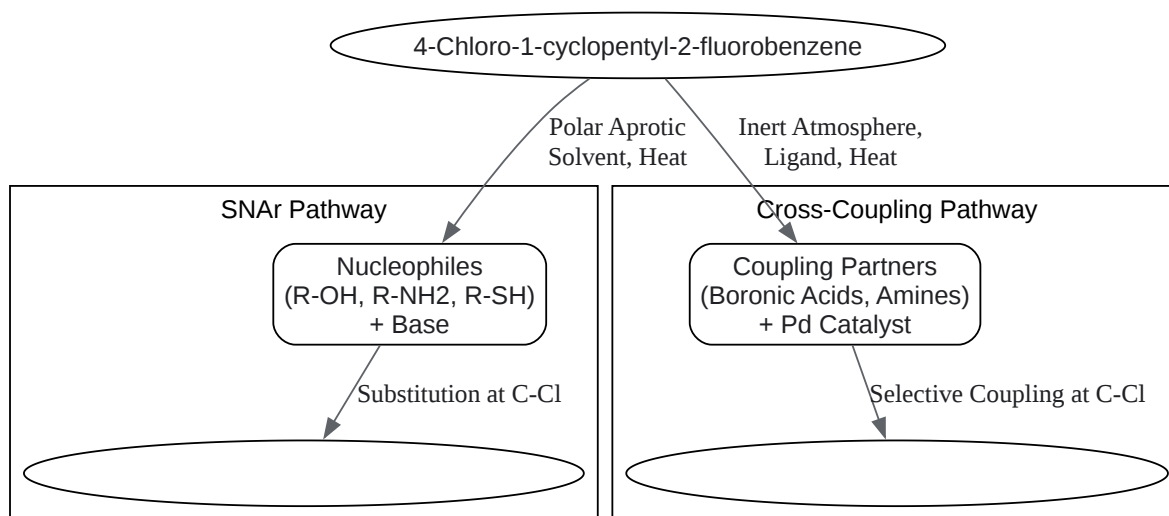 4-Chloro-1-cyclopentyl-2-fluorobenzene
Polar Aprotic
Solvent, Heat
Inert Atmosphere,
Ligand, Heat
SNAr Pathway
Cross-Coupling Pathway
Nucleophiles
(R-OH, R-NH2, R-SH)
+ Base
Coupling Partners
(Boronic Acids, Amines)
+ Pd Catalyst
Substitution at C-Cl
Selective Coupling at C-Cl